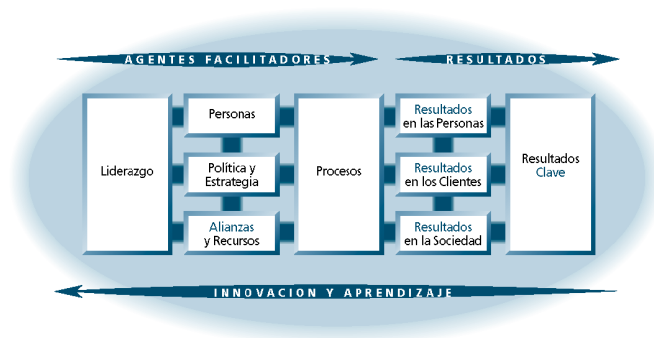 AGENTES FACILITADORES
RESULTADOS
Liderazgo
Personas
Política y
Estrategia
Alianzas
y Recursos
Procesos
Resultados
en las Personas
Resultados
en los Clientes
Resultados
en la Sociedad
Resultados
Clave
INNOVACION Y APRENDIZAJE